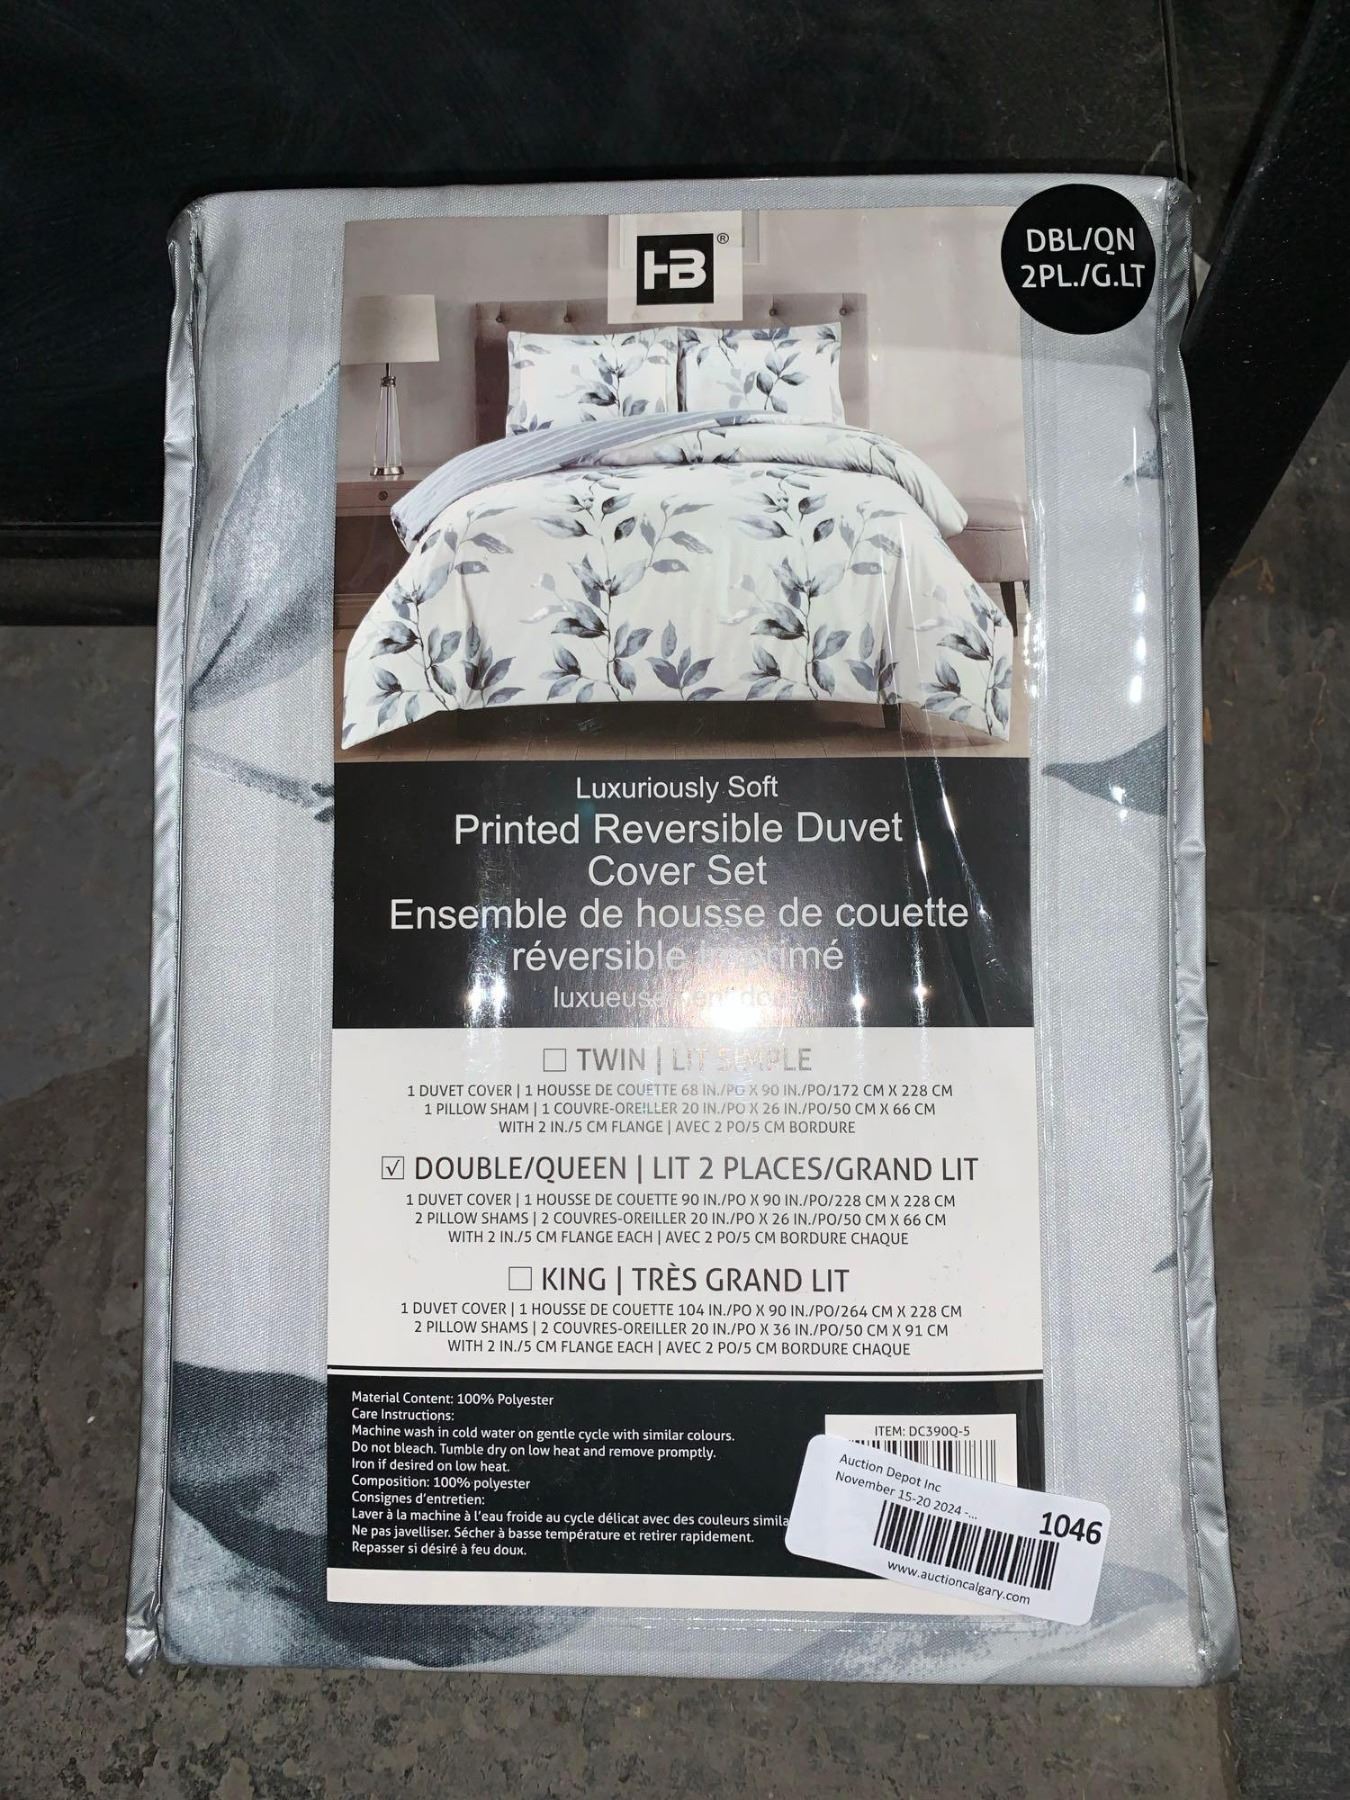 HB®
DBL/QN
2PL./G.LT
Luxuriously Soft
Printed Reversible Duvet
Cover Set
Ensemble de housse de couette
réversible imprimé
☐ TWIN | LIT SIMPLE
1 DUVET COVER | 1 HOUSSE DE COUETTE 68 IN./PO X 90 IN./PO/172 CM X 228 CM
1 PILLOW SHAM | 1 COUVRE-OREILLER 20 IN./PO X 26 IN./PO/50 CM X 66 CM
WITH 2 IN./5 CM FLANGE | AVEC 2 PO/5 CM BORDURE
☑ DOUBLE/QUEEN | LIT 2 PLACES/GRAND LIT
1 DUVET COVER | 1 HOUSSE DE COUETTE 90 IN./PO X 90 IN./PO/228 CM X 228 CM
2 PILLOW SHAMS | 2 COUVRES-OREILLER 20 IN./PO X 26 IN./PO/50 CM X 66 CM
WITH 2 IN./5 CM FLANGE EACH | AVEC 2 PO/5 CM BORDURE CHAQUE
☐ KING | TRÈS GRAND LIT
1 DUVET COVER | 1 HOUSSE DE COUETTE 104 IN./PO X 90 IN./PO/264 CM X 228 CM
2 PILLOW SHAMS | 2 COUVRES-OREILLER 20 IN./PO X 36 IN./PO/50 CM X 91 CM
WITH 2 IN./5 CM FLANGE EACH | AVEC 2 PO/5 CM BORDURE CHAQUE
Material Content: 100% Polyester
Care Instructions:
Machine wash in cold water on gentle cycle with similar colours.
Do not bleach. Tumble dry on low heat and remove promptly.
Iron if desired on low heat.
Composition: 100% polyester
Consignes d'entretien:
Laver à la machine à l'eau froide au cycle délicat avec des couleurs simila
Ne pas javelliser. Sécher à basse température et retirer rapidement.
Repasser si désiré à feu doux.
ITEM: DC390Q-5
Auction Depot Inc
November 15-20 2024 -...
1046
www.auctioncalgary.com